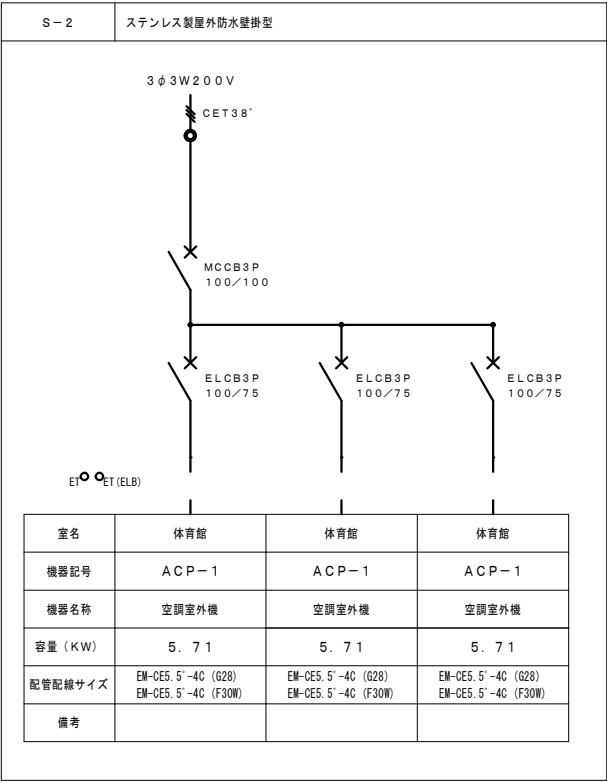 S－2 ステンレス製屋外防水壁掛型
3φ3W200V
CET38°
MCCB3P
100／100
ELCB3P ELCB3P ELCB3P
100／75 100／75 100／75
ET ET(ELB)
室名 体育館 体育館 体育館
機器記号 ACP－1 ACP－1 ACP－1
機器名称 空調室外機 空調室外機 空調室外機
容量（KW） 5．71 5．71 5．71
配管配線サイズ EM-CE5.5°-4C (G28) EM-CE5.5°-4C (G28) EM-CE5.5°-4C (G28)
EM-CE5.5°-4C (F30W) EM-CE5.5°-4C (F30W) EM-CE5.5°-4C (F30W)
備考